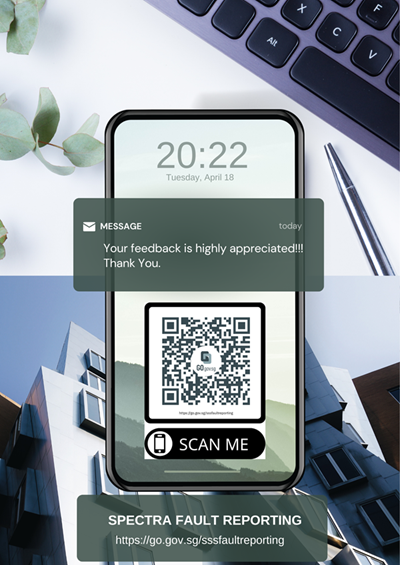 X
C
V
Alt
20:22
Tuesday, April 18
MESSAGE
today
Your feedback is highly appreciated!!!
Thank You.
GO gov.sg
https://go.gov.sg/sssfaultreporting
SCAN ME
SPECTRA FAULT REPORTING
https://go.gov.sg/sssfaultreporting